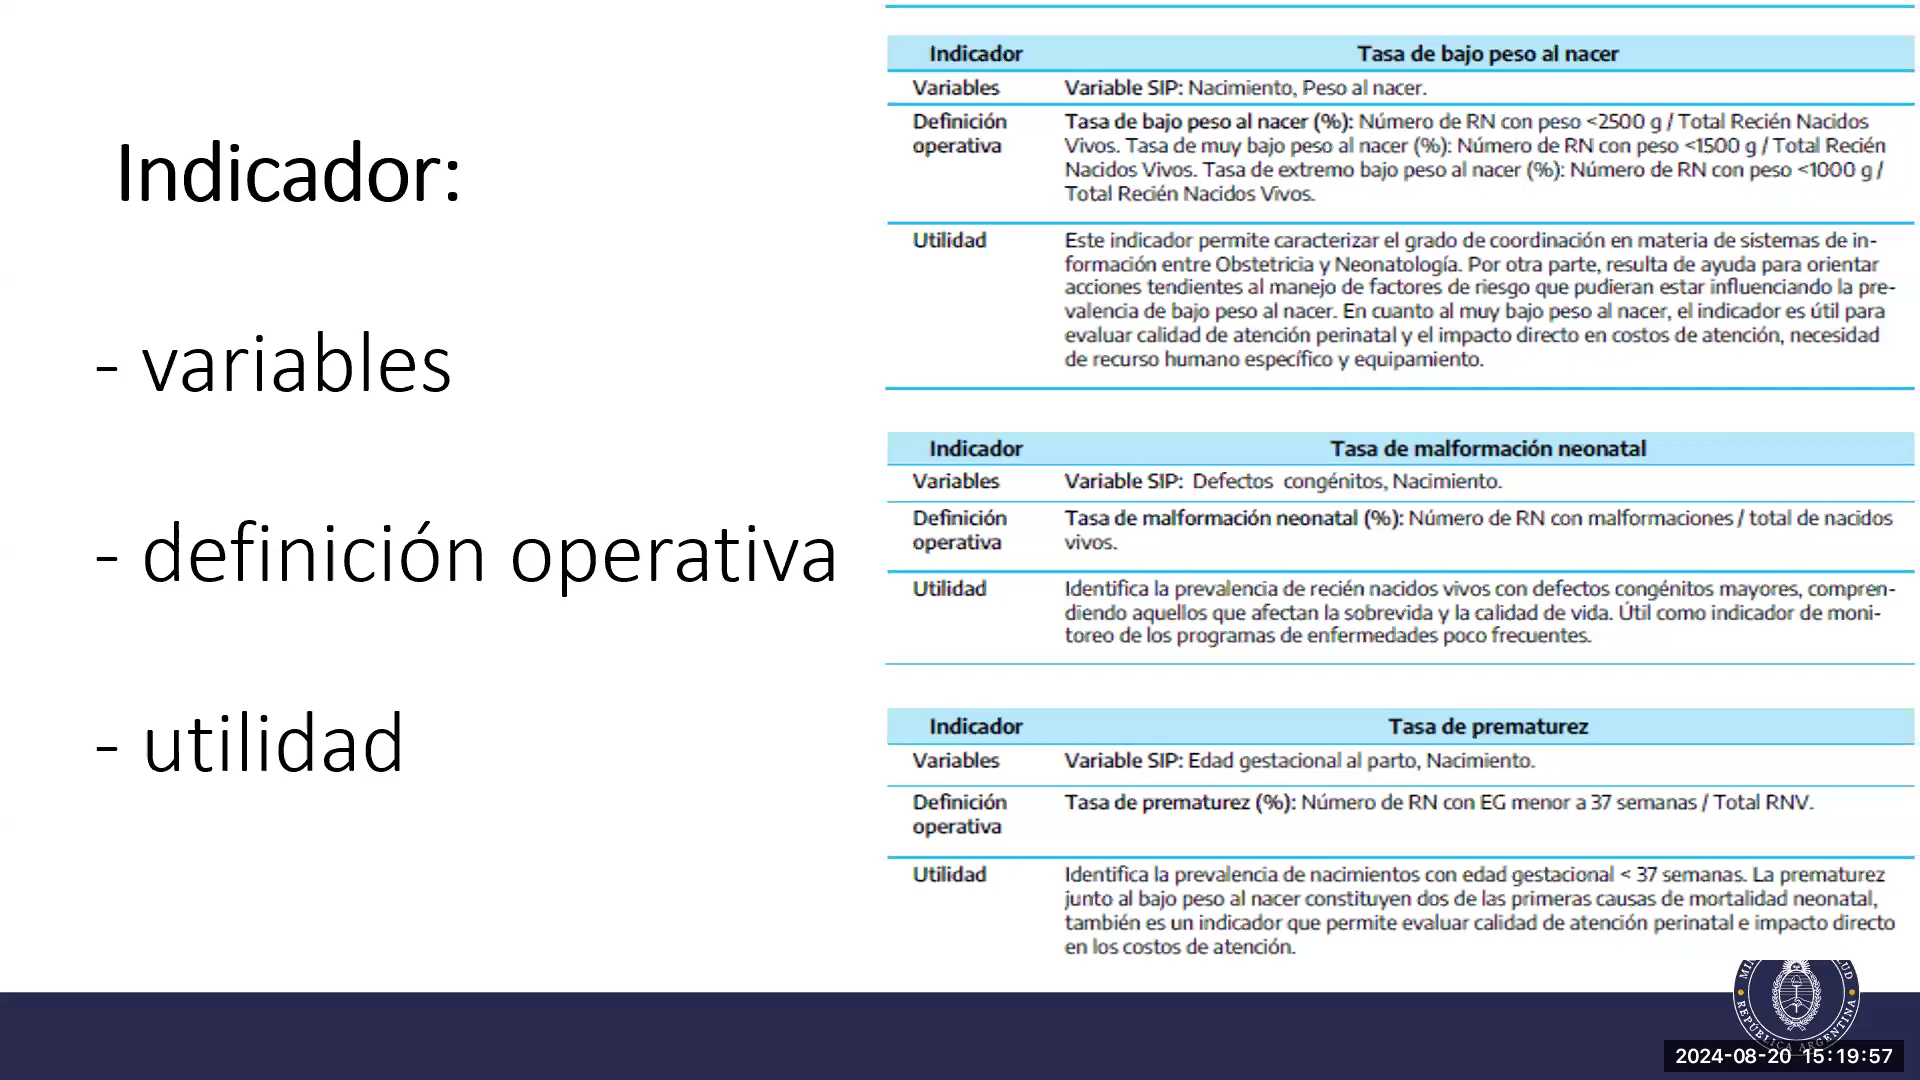 Indicador:
- variables
- definición operativa
- utilidad
Indicador Tasa de bajo peso al nacer
Variables Variable SIP: Nacimiento, Peso al nacer.
Definición operativa
Tasa de bajo peso al nacer (%): Número de RN con peso <2500 g / Total Recién Nacidos
Vivos. Tasa de muy bajo peso al nacer (%): Número de RN con peso <1500 g / Total Recién
Nacidos Vivos. Tasa de extremo bajo peso al nacer (%): Número de RN con peso <1000 g /
Total Recién Nacidos Vivos.
Utilidad
Este indicador permite caracterizar el grado de coordinación en materia de sistemas de in-
formación entre Obstetricia y Neonatología. Por otra parte, resulta de ayuda para orientar
acciones tendientes al manejo de factores de riesgo que pudieran estar influenciando la pre-
valencia de bajo peso al nacer. En cuanto al muy bajo peso al nacer, el indicador es útil para
evaluar calidad de atención perinatal y el impacto directo en costos de atención, necesidad
de recurso humano específico y equipamiento.
Indicador Tasa de malformación neonatal
Variables Variable SIP: Defectos congénitos, Nacimiento.
Definición operativa
Tasa de malformación neonatal (%): Número de RN con malformaciones / total de nacidos
vivos.
Utilidad
Identifica la prevalencia de recién nacidos vivos con defectos congénitos mayores, compren-
diendo aquellos que afectan la sobrevida y la calidad de vida. Útil como indicador de moni-
toreo de los programas de enfermedades poco frecuentes.
Indicador Tasa de prematurez
Variables Variable SIP: Edad gestacional al parto, Nacimiento.
Definición operativa
Tasa de prematurez (%): Número de RN con EG menor a 37 semanas / Total RNV.
Utilidad
Identifica la prevalencia de nacimientos con edad gestacional < 37 semanas. La prematurez
junto al bajo peso al nacer constituyen dos de las primeras causas de mortalidad neonatal,
también es un indicador que permite evaluar calidad de atención perinatal e impacto directo
en los costos de atención.
REPÚBLICA ARGENTINA
2024-08-20 15:19:57